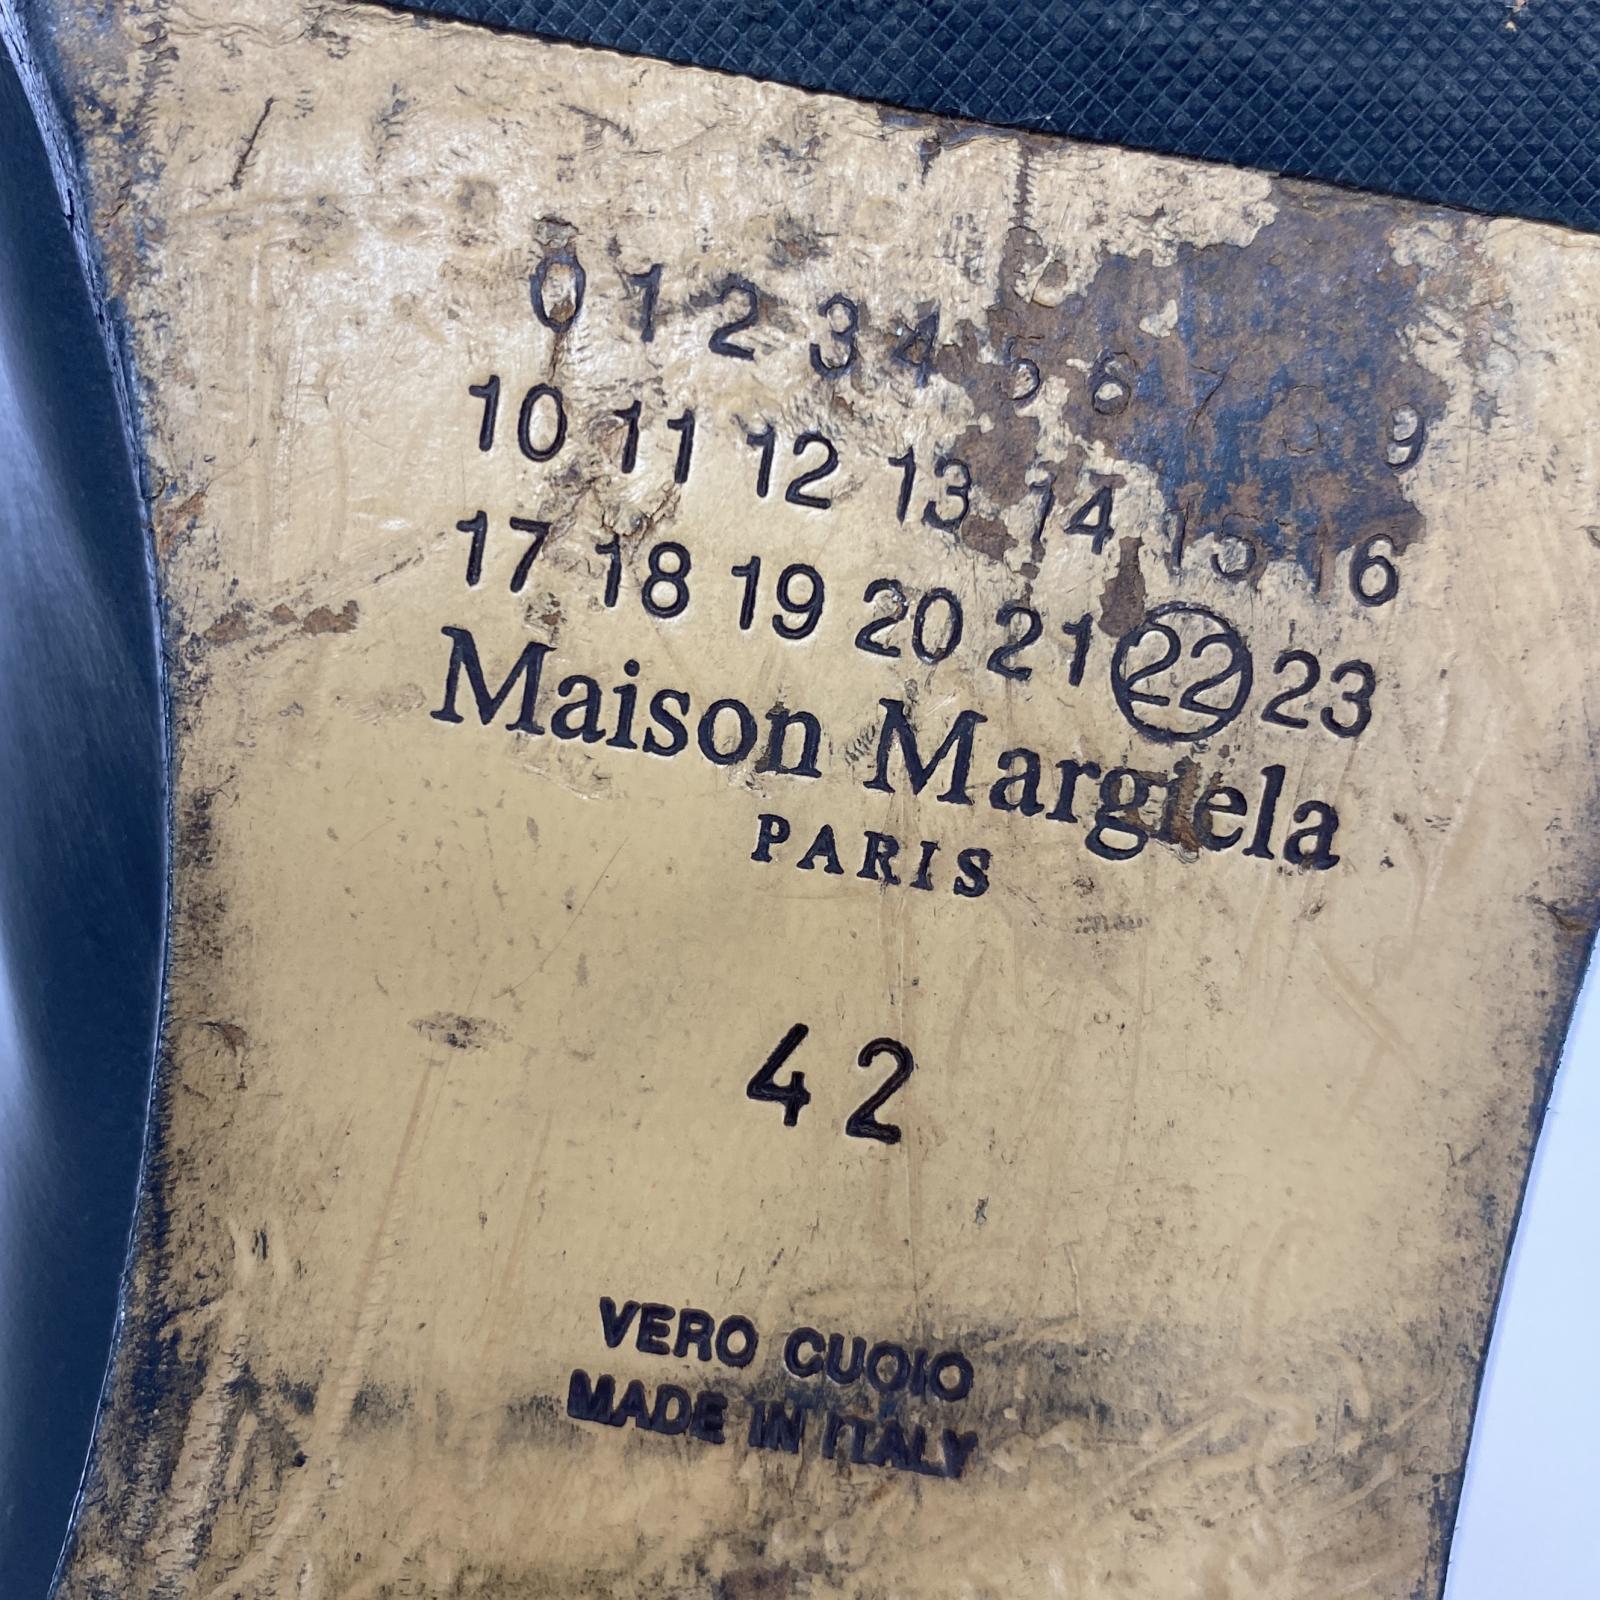 0 1 2 3 4 5 6 7 9
10 11 12 13 14 15 16
17 18 19 20 21 22 23
Maison Margiela
PARIS
42
VERO CUOIO
MADE IN ITALY